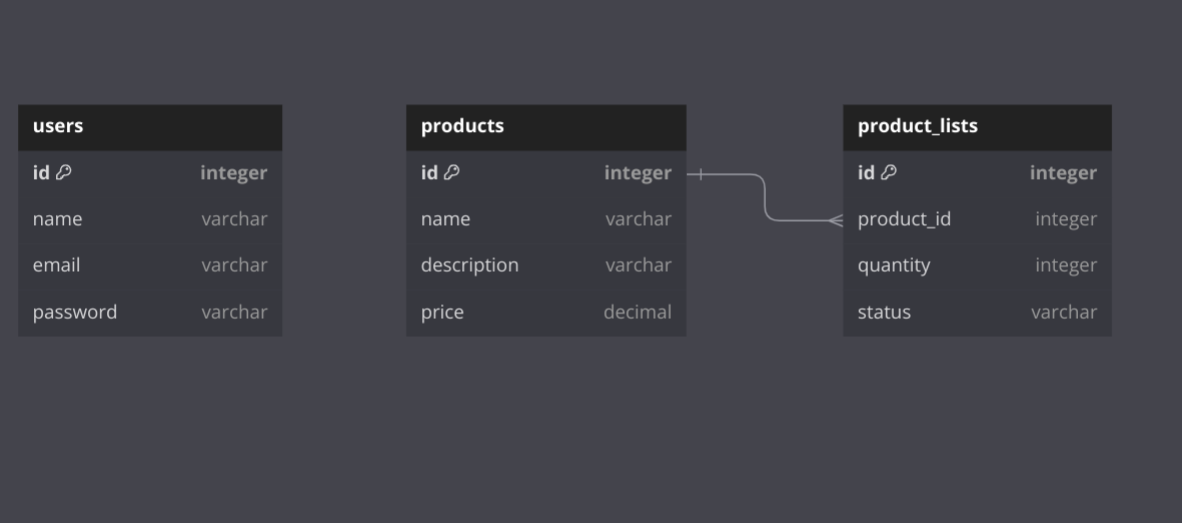 users
id integer
name varchar
email varchar
password varchar
products
id integer
name varchar
description varchar
price decimal
product_lists
id integer
product_id integer
quantity integer
status varchar